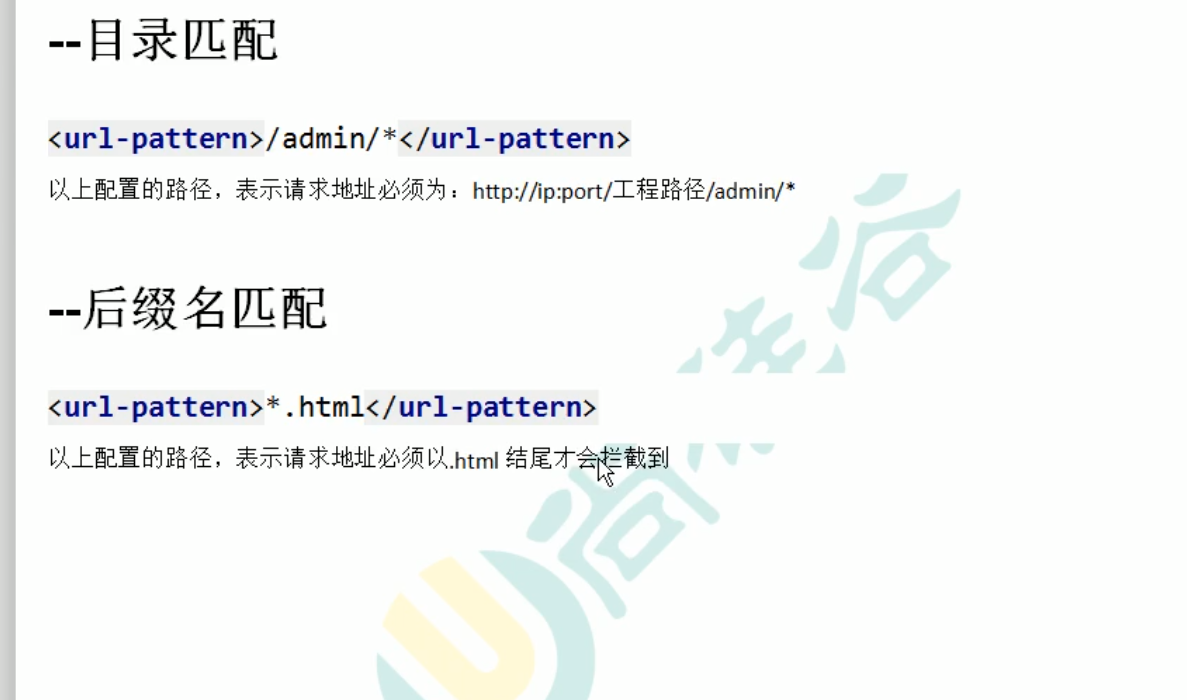 --目录匹配
<url-pattern>/admin/*</url-pattern>
以上配置的路径，表示请求地址必须为：http://ip:port/工程路径/admin/*
--后缀名匹配
<url-pattern>*.html</url-pattern>
以上配置的路径，表示请求地址必须以.html 结尾才会拦截到
尚硅谷